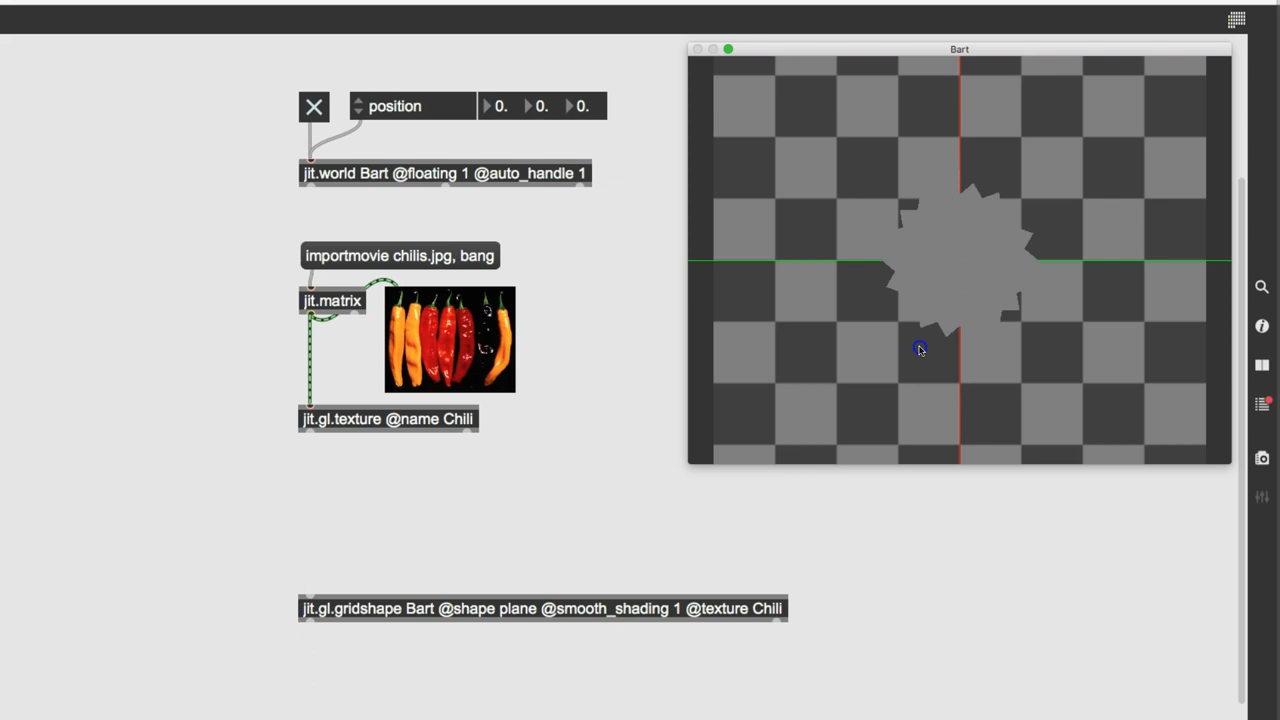 Bart
position 0. 0. 0.
jit.world Bart @floating 1 @auto_handle 1
importmovie chilis.jpg, bang
jit.matrix
jit.gl.texture @name Chili
jit.gl.gridshape Bart @shape plane @smooth_shading 1 @texture Chili